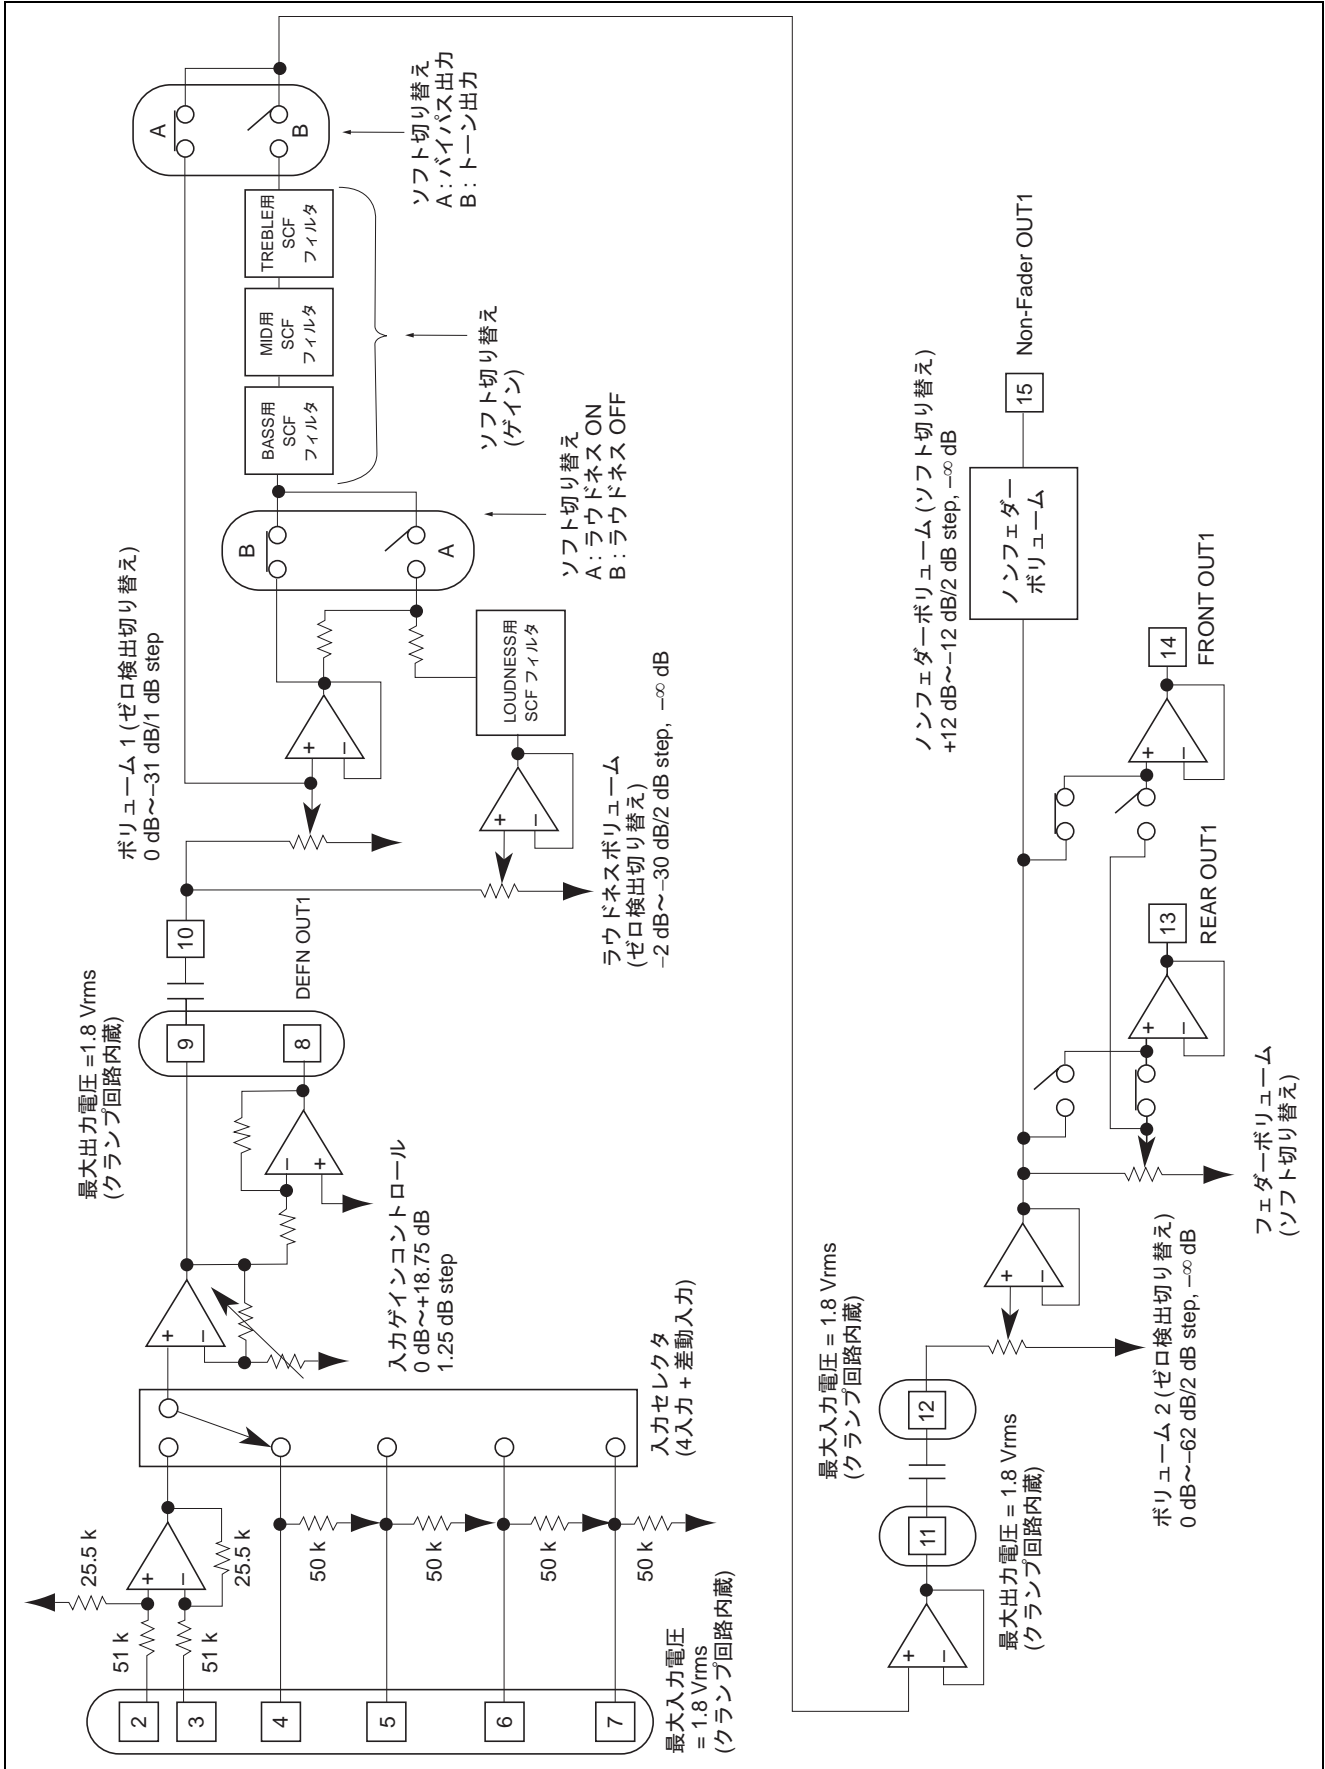 2
3
4
5
6
7
最大入力電圧
= 1.8 Vrms
(クランプ回路内蔵)
51 k
51 k
25.5 k
25.5 k
+
−
50 k
50 k
50 k
50 k
入力セレクタ
(4入力 + 差動入力)
+
−
入力ゲインコントロール
0 dB〜+18.75 dB
1.25 dB step
−
+
最大出力電圧 =1.8 Vrms
(クランプ回路内蔵)
9
8
DEFN OUT1
10
ボリューム 1 (ゼロ検出切り替え)
0 dB〜−31 dB/1 dB step
+
−
ラウドネスボリューム
(ゼロ検出切り替え)
−2 dB〜−30 dB/2 dB step, −∞ dB
+
−
LOUDNESS用
SCF フィルタ
B
A
ソフト切り替え
A : ラウドネス ON
B : ラウドネス OFF
BASS用
SCF
フィルタ
MID用
SCF
フィルタ
TREBLE用
SCF
フィルタ
ソフト切り替え
(ゲイン)
A
B
ソフト切り替え
A : バイパス出力
B : トーン出力
+
−
11
最大出力電圧 = 1.8 Vrms
(クランプ回路内蔵)
12
最大入力電圧 = 1.8 Vrms
(クランプ回路内蔵)
ボリューム 2 (ゼロ検出切り替え)
0 dB〜−62 dB/2 dB step, −∞ dB
+
−
フェダーボリューム
(ソフト切り替え)
+
−
13
REAR OUT1
+
−
14
FRONT OUT1
ノンフェダーボリューム (ソフト切り替え)
+12 dB〜−12 dB/2 dB step, −∞ dB
ノンフェダー
ボリューム
15
Non-Fader OUT1